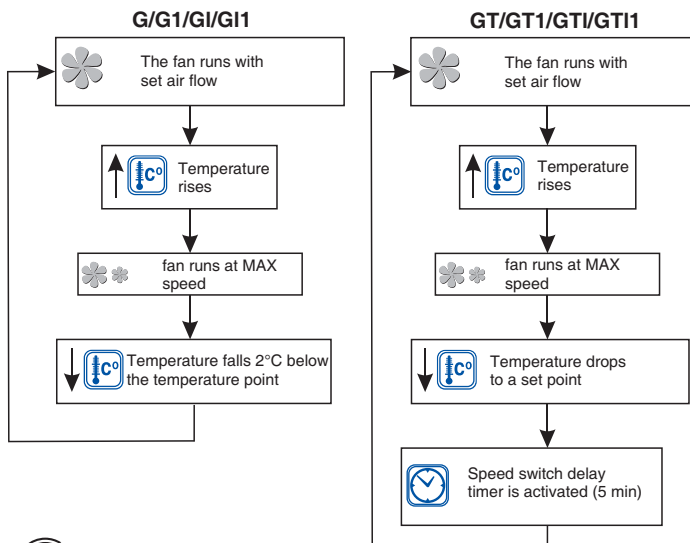 G/G1/GI/GI1
The fan runs with
set air flow
C°
Temperature
rises
fan runs at MAX
speed
C°
Temperature falls 2°C below
the temperature point
GT/GT1/GTI/GTI1
The fan runs with
set air flow
C°
Temperature
rises
fan runs at MAX
speed
C°
Temperature drops
to a set point
Speed switch delay
timer is activated (5 min)